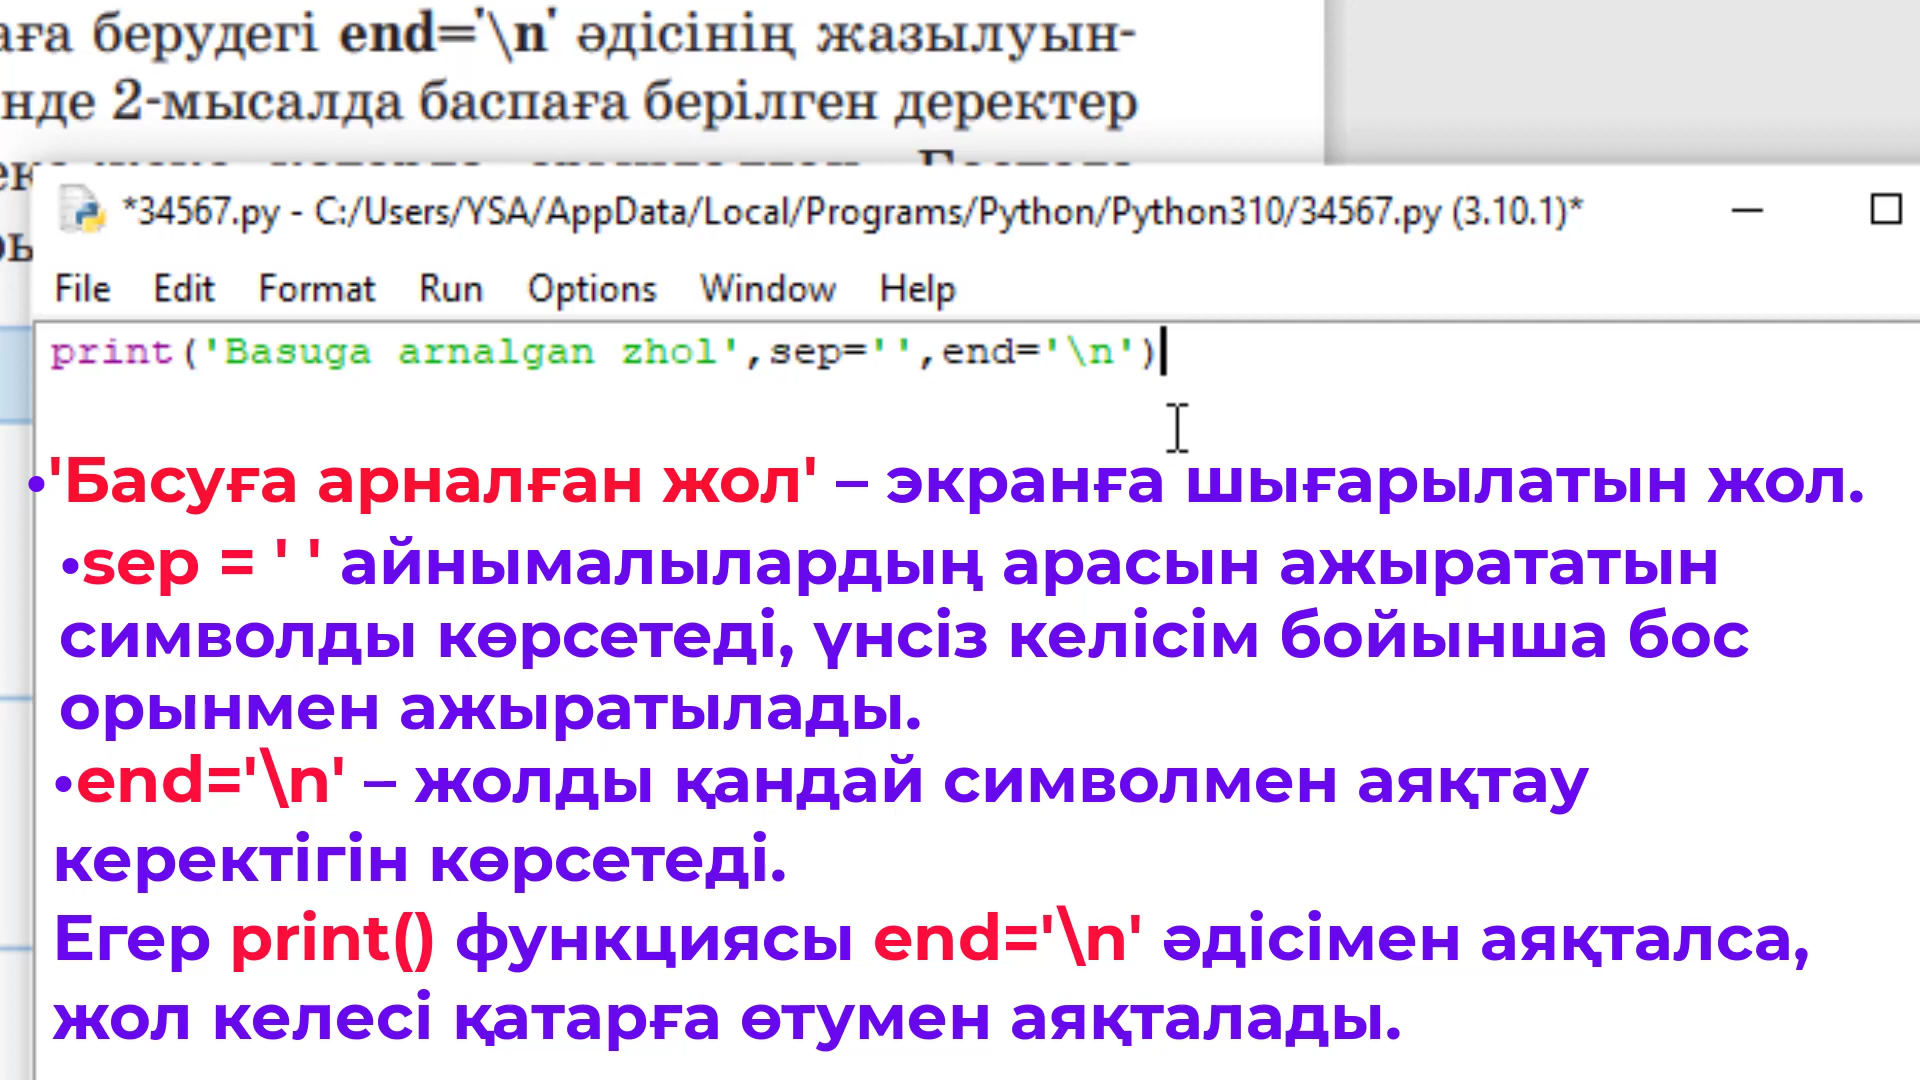 аға берудегі end='\n' әдісінің жазылуын-
нде 2-мысалда баспаға берілген деректер
*34567.py - C:/Users/YSA/AppData/Local/Programs/Python/Python310/34567.py (3.10.1)*
File Edit Format Run Options Window Help
print('Basuga arnalgan zhol',sep='',end='\n')
•'Басуға арналған жол' – экранға шығарылатын жол.
•sep = ' ' айнымалылардың арасын ажырататын
символды көрсетеді, үнсіз келісім бойынша бос
орынмен ажыратылады.
•end='\n' – жолды қандай символмен аяқтау
керектігін көрсетеді.
Егер print() функциясы end='\n' әдісімен аяқталса,
жол келесі қатарға өтумен аяқталады.